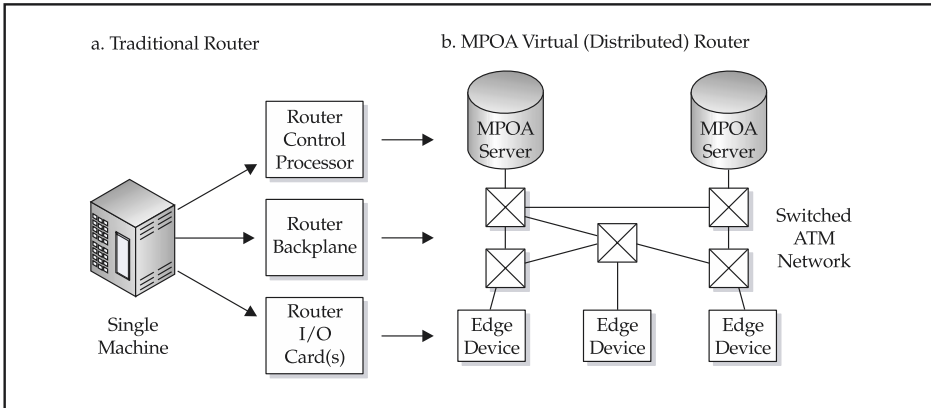 a. Traditional Router
b. MPOA Virtual (Distributed) Router
Router
Control
Processor
MPOA
Server
MPOA
Server
Router
Backplane
Switched
ATM
Network
Single
Machine
Router
I/O
Card(s)
Edge
Device
Edge
Device
Edge
Device